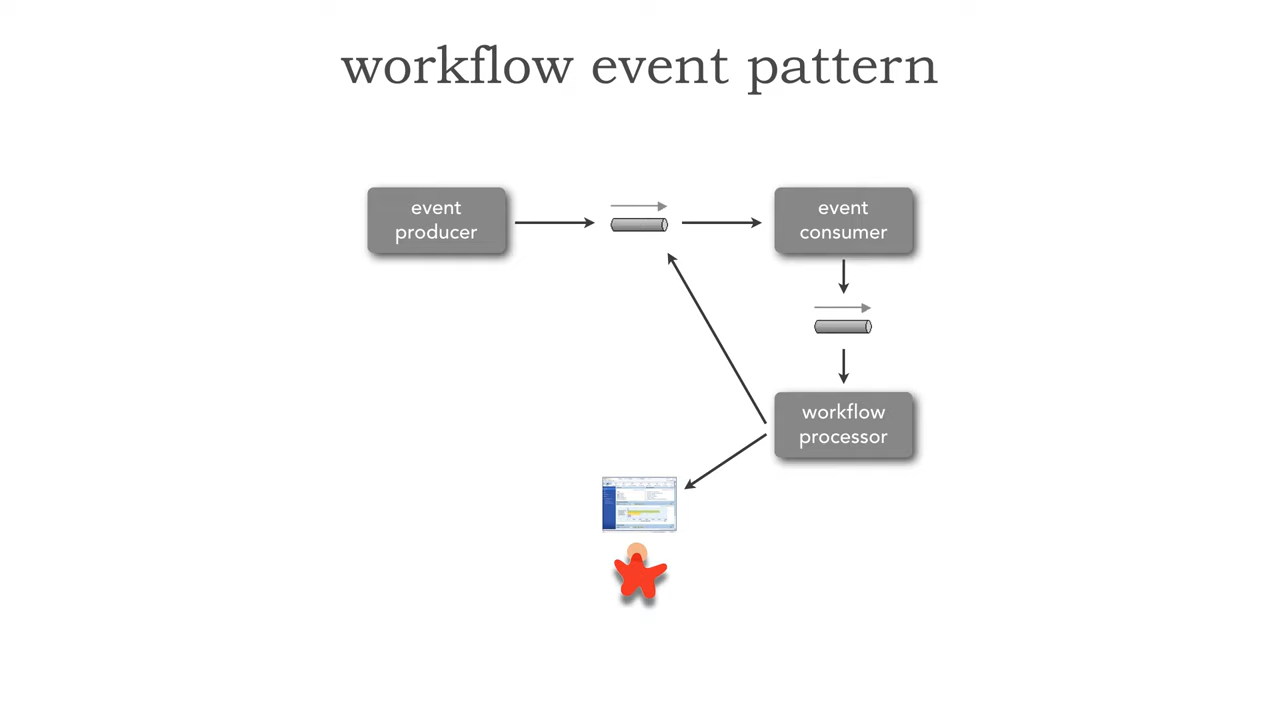 workflow event pattern
event
producer
event
consumer
workflow
processor